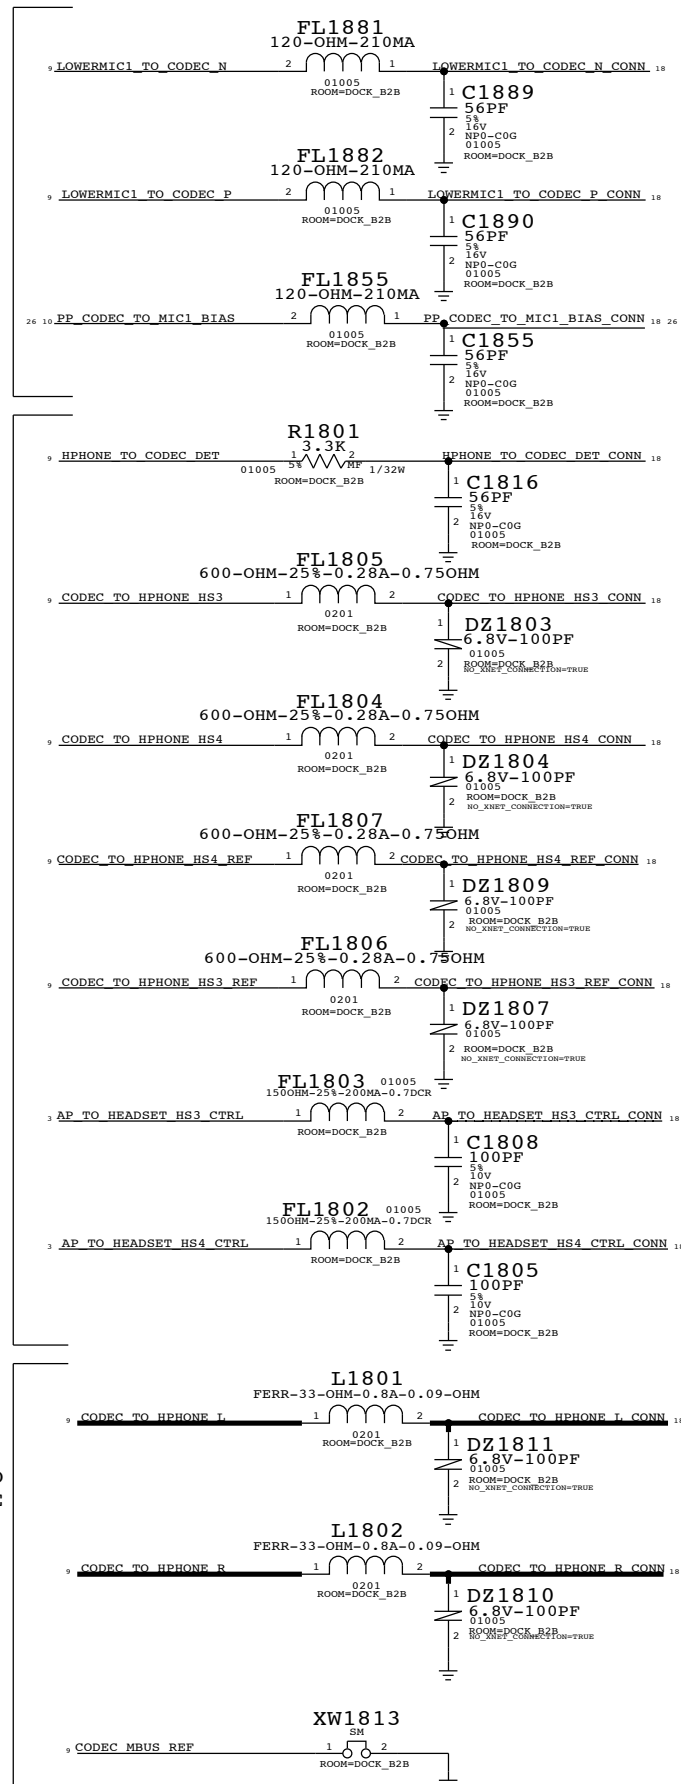 FL1881
120-OHM-210MA
9 LOWERMIC1_TO_CODEC_N 2 1 LOWERMIC1_TO_CODEC_N_CONN 18
01005
ROOM=DOCK_B2B
1 C1889
56PF
5%
16V
2 NP0-C0G
01005
ROOM=DOCK_B2B
FL1882
120-OHM-210MA
9 LOWERMIC1_TO_CODEC_P 2 1 LOWERMIC1_TO_CODEC_P_CONN 18
01005
ROOM=DOCK_B2B
1 C1890
56PF
5%
16V
2 NP0-C0G
01005
ROOM=DOCK_B2B
FL1855
120-OHM-210MA
26 10 PP_CODEC_TO_MIC1_BIAS 2 1 PP_CODEC_TO_MIC1_BIAS_CONN 18 26
01005
ROOM=DOCK_B2B
1 C1855
56PF
5%
16V
2 NP0-C0G
01005
ROOM=DOCK_B2B
R1801
3.3K
9 HPHONE_TO_CODEC_DET 1 2 HPHONE_TO_CODEC_DET_CONN 18
01005 5% MF 1/32W
ROOM=DOCK_B2B
1 C1816
56PF
5%
16V
2 NP0-C0G
01005
ROOM=DOCK_B2B
FL1805
600-OHM-25%-0.28A-0.75OHM
9 CODEC_TO_HPHONE_HS3 1 2 CODEC_TO_HPHONE_HS3_CONN 18
0201
ROOM=DOCK_B2B
1 DZ1803
6.8V-100PF
01005
2 ROOM=DOCK_B2B
NO_XNET_CONNECTION=TRUE
FL1804
600-OHM-25%-0.28A-0.75OHM
9 CODEC_TO_HPHONE_HS4 1 2 CODEC_TO_HPHONE_HS4_CONN 18
0201
ROOM=DOCK_B2B
1 DZ1804
6.8V-100PF
01005
ROOM=DOCK_B2B
2 NO_XNET_CONNECTION=TRUE
FL1807
600-OHM-25%-0.28A-0.75OHM
9 CODEC_TO_HPHONE_HS4_REF 1 2 CODEC_TO_HPHONE_HS4_REF_CONN 18
0201
ROOM=DOCK_B2B
1 DZ1809
6.8V-100PF
01005
2 ROOM=DOCK_B2B
NO_XNET_CONNECTION=TRUE
FL1806
600-OHM-25%-0.28A-0.75OHM
9 CODEC_TO_HPHONE_HS3_REF 1 2 CODEC_TO_HPHONE_HS3_REF_CONN 18
0201
ROOM=DOCK_B2B
1 DZ1807
6.8V-100PF
01005
2 ROOM=DOCK_B2B
NO_XNET_CONNECTION=TRUE
FL1803 01005
150OHM-25%-200MA-0.7DCR
3 AP_TO_HEADSET_HS3_CTRL 1 2 AP_TO_HEADSET_HS3_CTRL_CONN 18
ROOM=DOCK_B2B
1 C1808
100PF
5%
10V
2 NP0-C0G
01005
ROOM=DOCK_B2B
FL1802 01005
150OHM-25%-200MA-0.7DCR
3 AP_TO_HEADSET_HS4_CTRL 1 2 AP_TO_HEADSET_HS4_CTRL_CONN
ROOM=DOCK_B2B
1 C1805
100PF
5%
10V
2 NP0-C0G
01005
ROOM=DOCK_B2B
L1801
FERR-33-OHM-0.8A-0.09-OHM
9 CODEC_TO_HPHONE_L 1 2 CODEC_TO_HPHONE_L_CONN
0201
ROOM=DOCK_B2B
1 DZ1811
6.8V-100PF
01005
2 ROOM=DOCK_B2B
NO_XNET_CONNECTION=TRUE
L1802
FERR-33-OHM-0.8A-0.09-OHM
9 CODEC_TO_HPHONE_R 1 2 CODEC_TO_HPHONE_R_CONN 18
0201
ROOM=DOCK_B2B
1 DZ1810
6.8V-100PF
01005
ROOM=DOCK_B2B
2 NO_XNET_CONNECTION=TRUE
XW1813
SM
9 CODEC_MBUS_REF 1 2
ROOM=DOCK_B2B